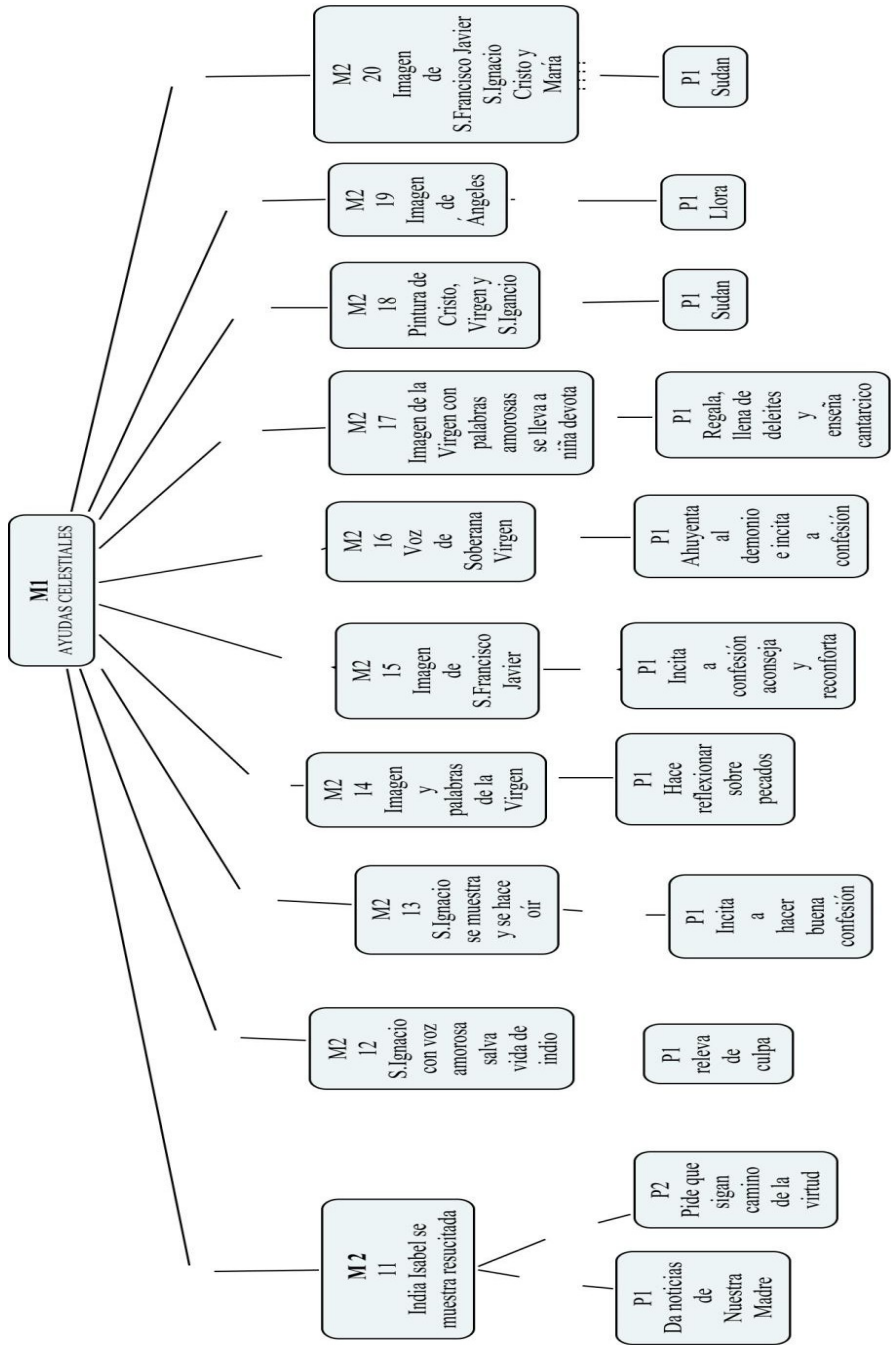 M1
AYUDAS CELESTIALES
M 2
11
India Isabel se
muestra resucitada
P1
Da noticias
de
Nuestra
Madre
P2
Pide que
sigan
camino
de la
virtud
M2
12
S.Ignacio
con voz
amorosa
salva
vida de
indio
P1
releva
de
culpa
M2
13
S.Ignacio
se muestra
y se hace
óir
P1
Incita
a
hacer
buena
confesión
M2
14
Imagen
y
palabras
de la
Virgen
P1
Hace
reflexionar
sobre
pecados
M2
15
Imagen
de
S.Francisco
Javier
P1
Incita
a
confesión
aconseja
y
reconforta
M2
16
Voz
de
Soberana
Virgen
P1
Ahuyenta
al
demonio
e incita
a
confesión
M2
17
Imagen de la
Virgen con
palabras
amorosas
se lleva a
niña devota
P1
Regala,
llena de
deleites
y
enseña
cantarcico
M2
18
Pintura de
Cristo,
Virgen y
S.Igancio
P1
Sudan
M2
19
Imagen
de
Ángeles
P1
Llora
M2
20
Imagen
de
S.Francisco Javier
S.Ignacio
Cristo y
María
P1
Sudan